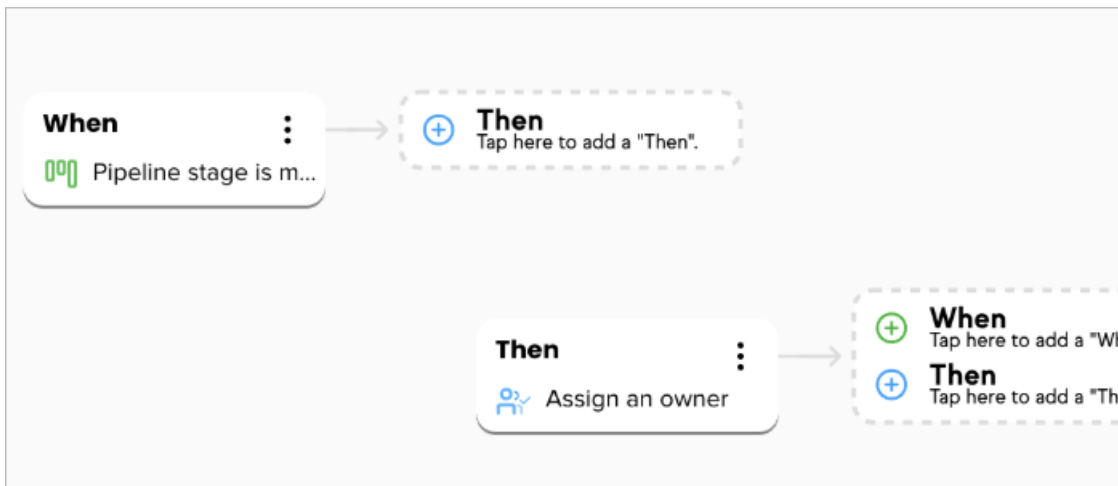 When
Pipeline stage is m...
Then
Tap here to add a "Then".
Then
Assign an owner
When
Tap here to add a "Wh
Then
Tap here to add a "Th